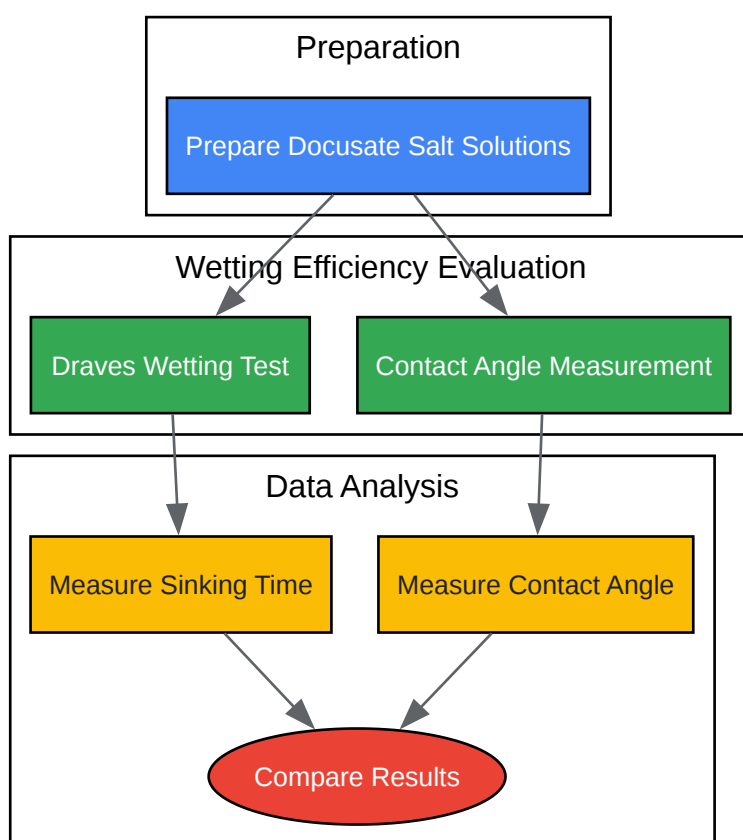 Preparation
Prepare Docusate Salt Solutions
Wetting Efficiency Evaluation
Draves Wetting Test
Contact Angle Measurement
Data Analysis
Measure Sinking Time
Measure Contact Angle
Compare Results